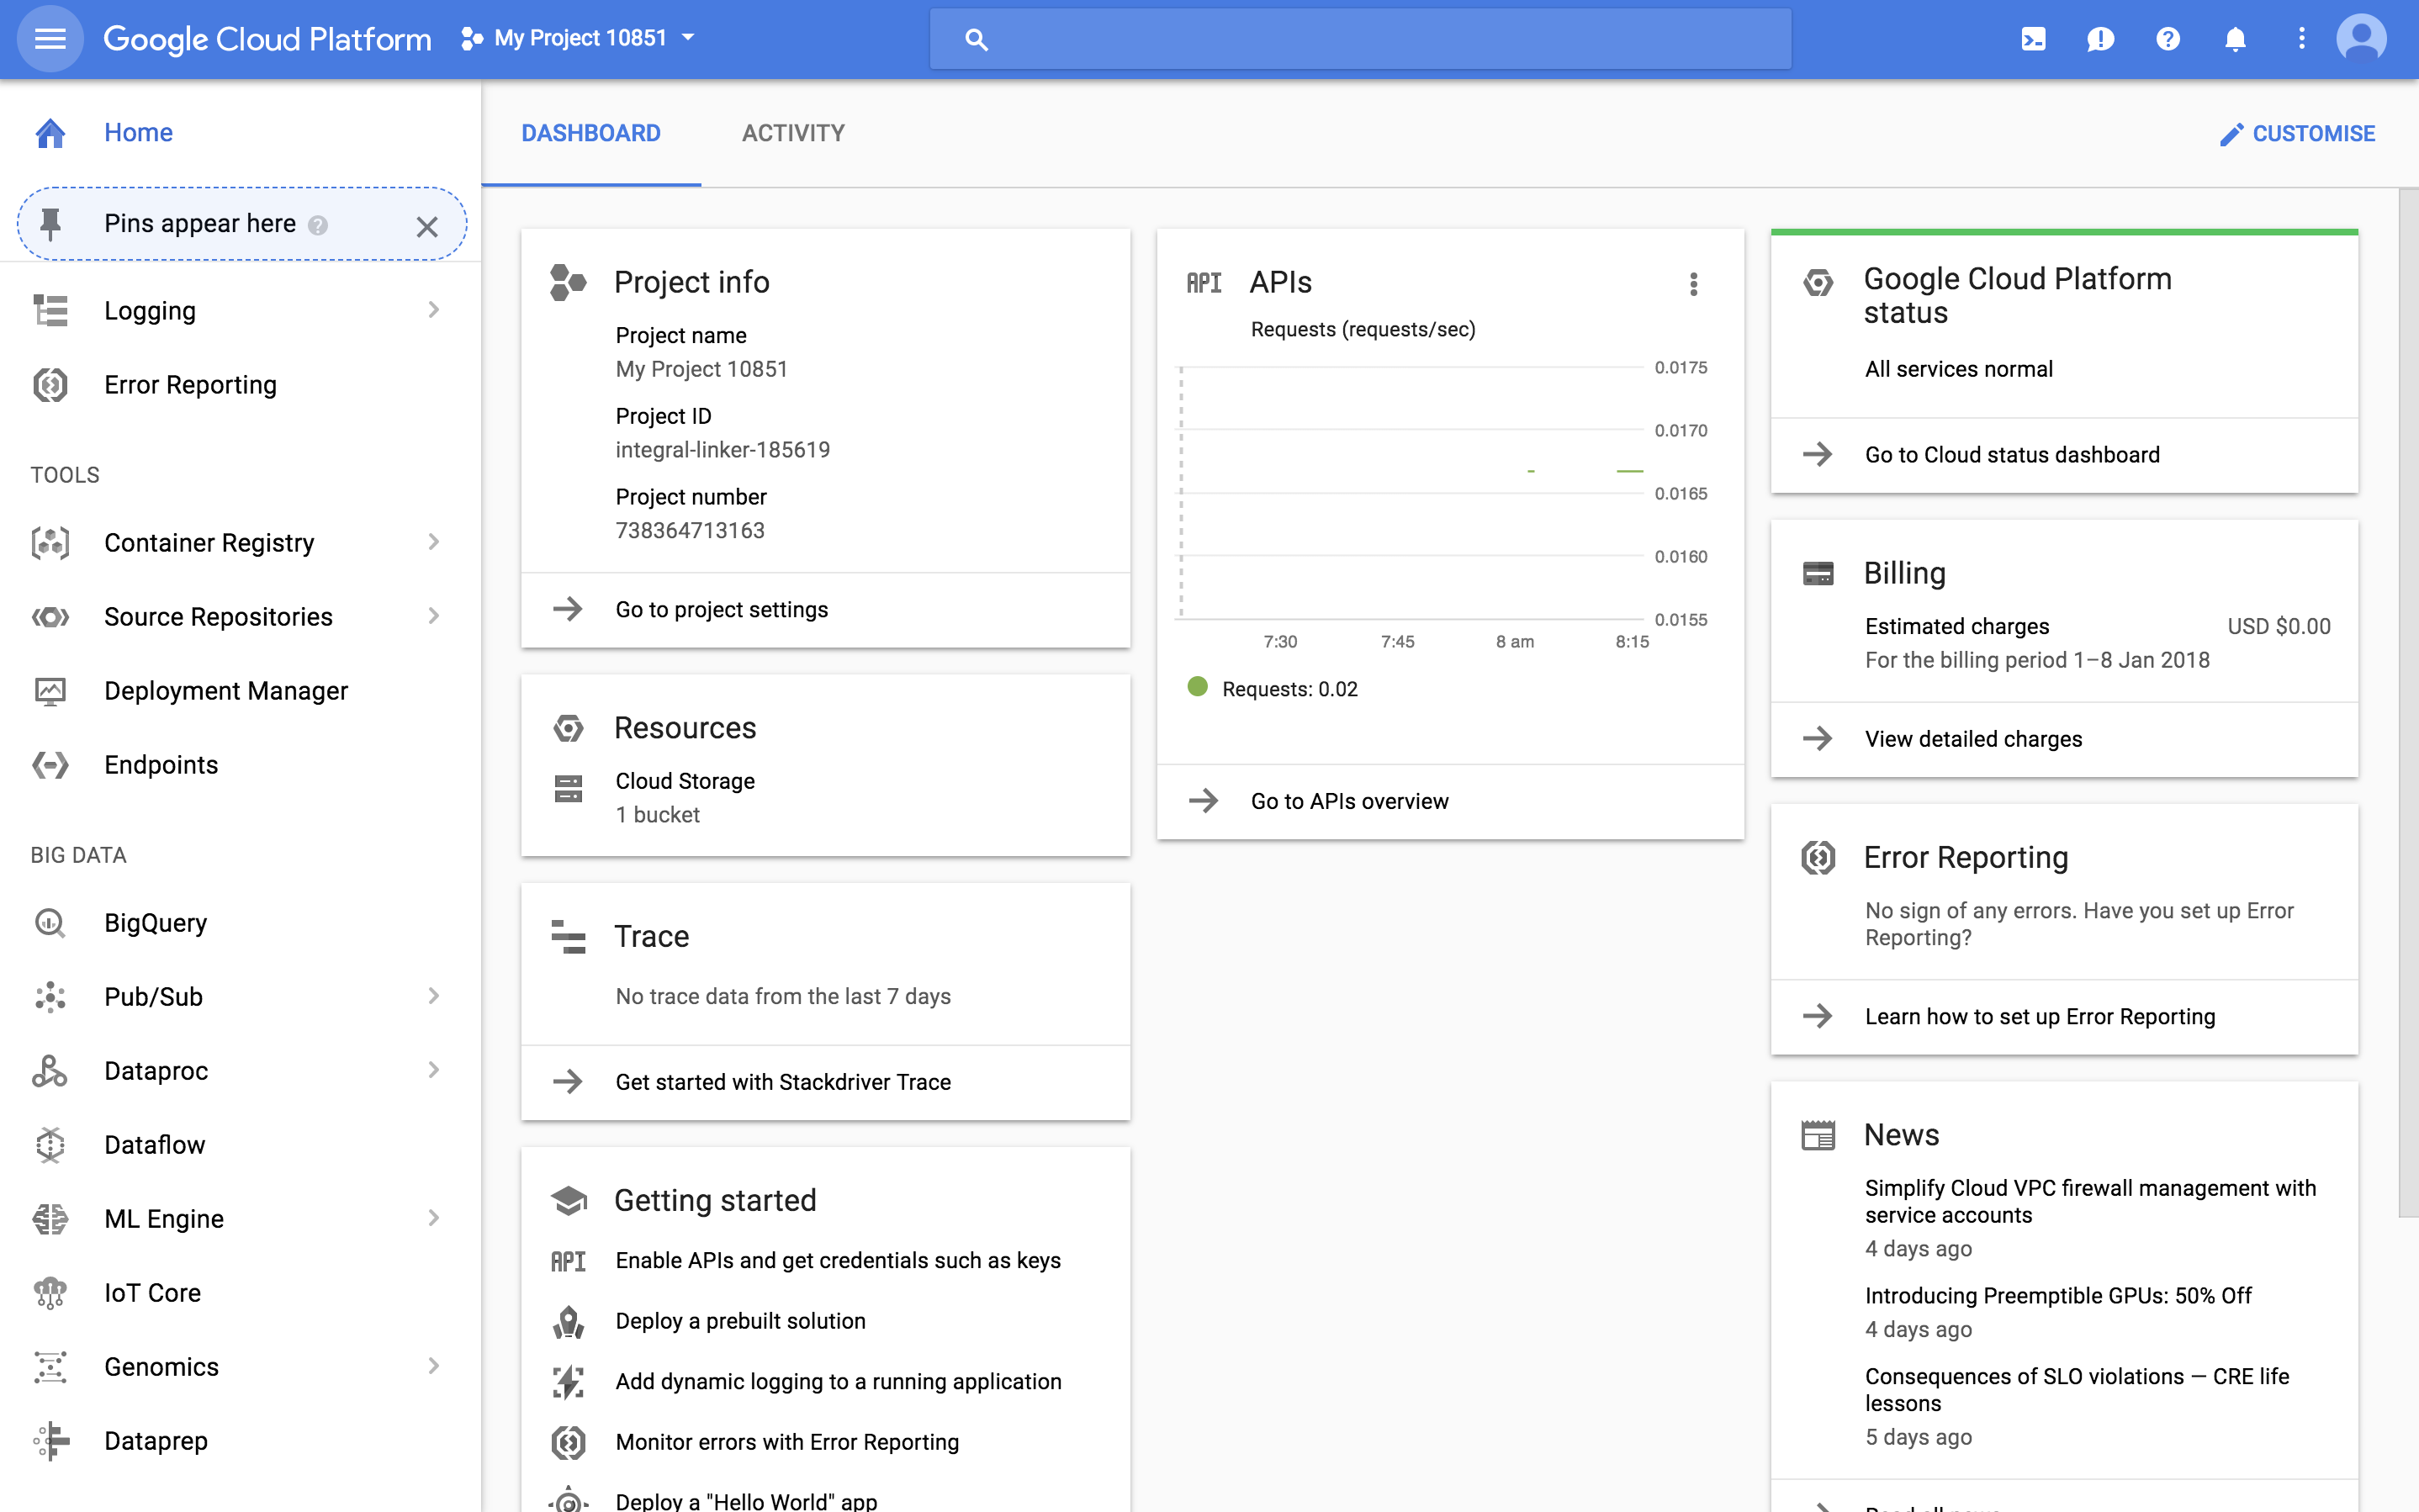 Google Cloud Platform
My Project 10851
Home
Pins appear here
Logging
Error Reporting
TOOLS
Container Registry
Source Repositories
Deployment Manager
Endpoints
BIG DATA
BigQuery
Pub/Sub
Dataproc
Dataflow
ML Engine
IoT Core
Genomics
Dataprep
DASHBOARD
ACTIVITY
CUSTOMISE
Project info
Project name
My Project 10851
Project ID
integral-linker-185619
Project number
738364713163
Go to project settings
Resources
Cloud Storage
1 bucket
Trace
No trace data from the last 7 days
Get started with Stackdriver Trace
Getting started
API Enable APIs and get credentials such as keys
Deploy a prebuilt solution
Add dynamic logging to a running application
Monitor errors with Error Reporting
Deploy a "Hello World" app
API APIs
Requests (requests/sec)
0.0175
0.0170
0.0165
0.0160
0.0155
7:30 7:45 8 am 8:15
Requests: 0.02
Go to APIs overview
Google Cloud Platform
status
All services normal
Go to Cloud status dashboard
Billing
Estimated charges USD $0.00
For the billing period 1–8 Jan 2018
View detailed charges
Error Reporting
No sign of any errors. Have you set up Error
Reporting?
Learn how to set up Error Reporting
News
Simplify Cloud VPC firewall management with
service accounts
4 days ago
Introducing Preemptible GPUs: 50% Off
4 days ago
Consequences of SLO violations — CRE life
lessons
5 days ago